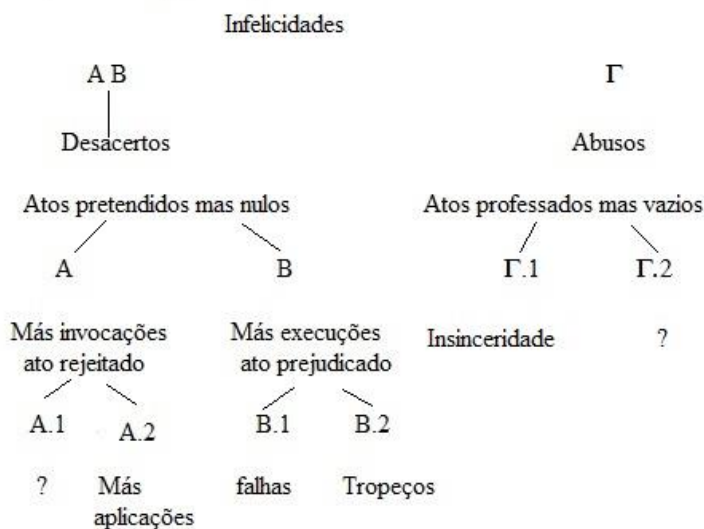 Infelicidades
A B Γ
Desacertos Abusos
Atos pretendidos mas nulos Atos professados mas vazios
A B Γ.1 Γ.2
Más invocações Más execuções Insinceridade ?
ato rejeitado ato prejudicado
A.1 A.2 B.1 B.2
? Más falhas Tropeços
aplicações